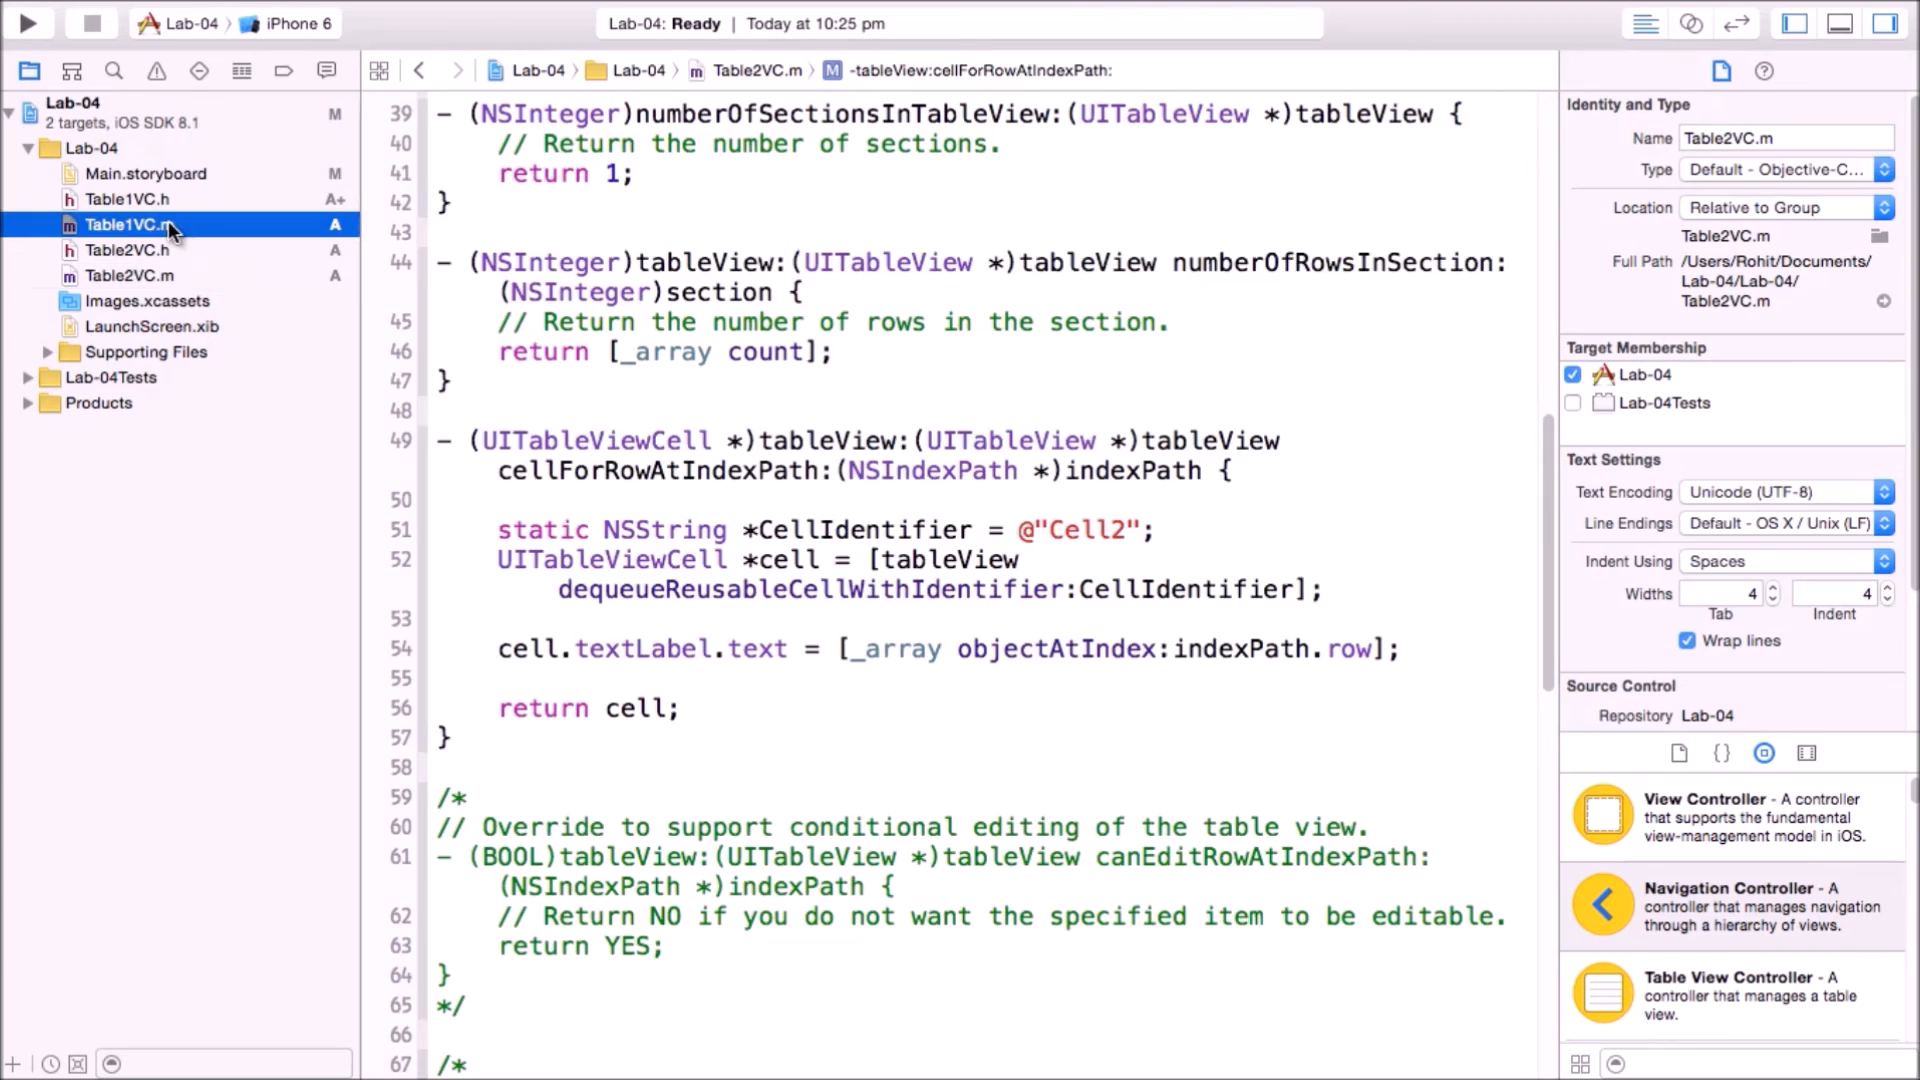 Lab-04 〉 iPhone 6
Lab-04: Ready | Today at 10:25 pm
Lab-04 〉 Lab-04 〉 m Table2VC.m 〉 M -tableView:cellForRowAtIndexPath:
Lab-04 M
2 targets, iOS SDK 8.1
Lab-04
Main.storyboard M
h Table1VC.h A+
m Table1VC.m A
h Table2VC.h A
m Table2VC.m A
Images.xcassets
LaunchScreen.xib
Supporting Files
Lab-04Tests
Products
39 - (NSInteger)numberOfSectionsInTableView:(UITableView *)tableView {
40 // Return the number of sections.
41 return 1;
42 }
43
44 - (NSInteger)tableView:(UITableView *)tableView numberOfRowsInSection:
(NSInteger)section {
45 // Return the number of rows in the section.
46 return [_array count];
47 }
48
49 - (UITableViewCell *)tableView:(UITableView *)tableView
cellForRowAtIndexPath:(NSIndexPath *)indexPath {
50
51 static NSString *CellIdentifier = @"Cell2";
52 UITableViewCell *cell = [tableView
dequeueReusableCellWithIdentifier:CellIdentifier];
53
54 cell.textLabel.text = [_array objectAtIndex:indexPath.row];
55
56 return cell;
57 }
58
59 /*
60 // Override to support conditional editing of the table view.
61 - (BOOL)tableView:(UITableView *)tableView canEditRowAtIndexPath:
(NSIndexPath *)indexPath {
62 // Return NO if you do not want the specified item to be editable.
63 return YES;
64 }
65 */
66
67 /*
Identity and Type
Name Table2VC.m
Type Default - Objective-C...
Location Relative to Group
Table2VC.m
Full Path /Users/Rohit/Documents/
Lab-04/Lab-04/
Table2VC.m
Target Membership
Lab-04
Lab-04Tests
Text Settings
Text Encoding Unicode (UTF-8)
Line Endings Default - OS X / Unix (LF)
Indent Using Spaces
Widths 4 4
Tab Indent
Wrap lines
Source Control
Repository Lab-04
{ }
View Controller - A controller
that supports the fundamental
view-management model in iOS.
Navigation Controller - A
controller that manages navigation
through a hierarchy of views.
Table View Controller - A
controller that manages a table
view.